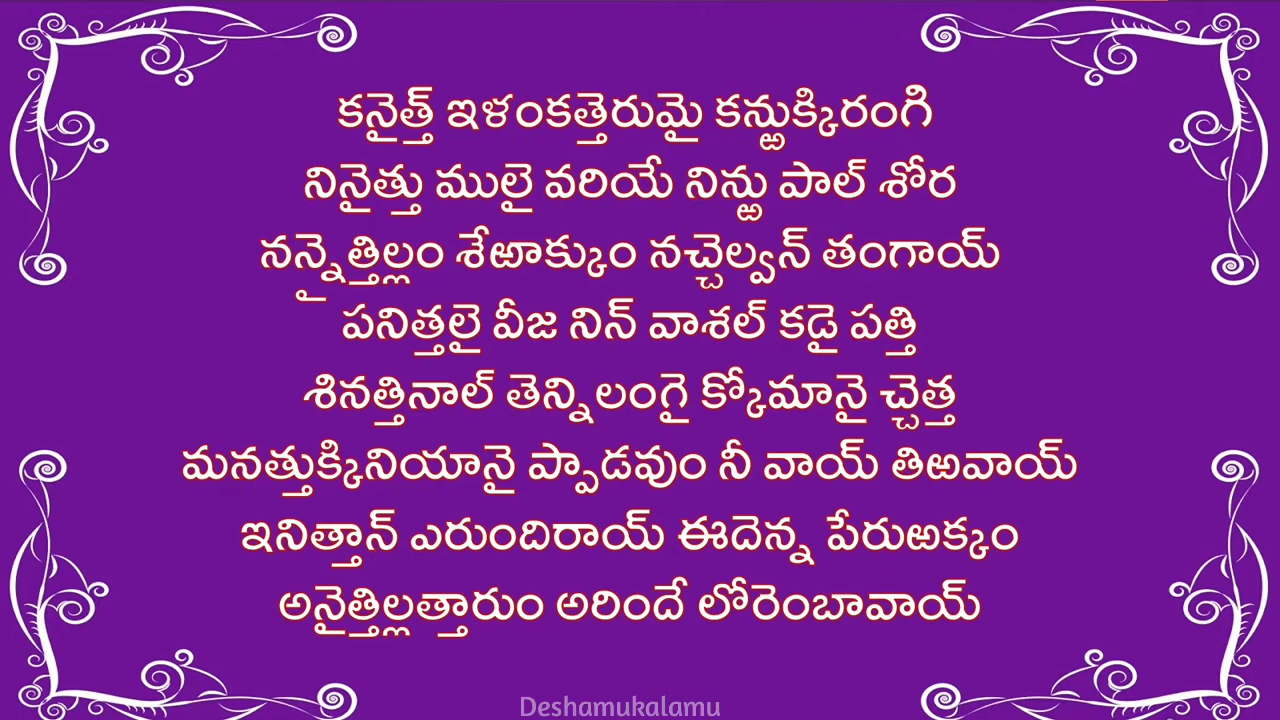 కనైత్త్ ఇళంకత్తెరుమై కన్ఱుక్కిరంగి
నినైత్తు ములై వరియే నిన్ఱు పాల్ శోర
నన్నైత్తిల్లం శేఱాక్కుం నచ్చెల్వన్ తంగాయ్
పనిత్తలై వీజ నిన్ వాశల్ కడై పత్తి
శినత్తినాల్ తెన్నిలంగై క్కోమానై చ్చెత్త
మనత్తుక్కినియానై ప్పాడవుం నీ వాయ్ తిఱవాయ్
ఇనిత్తాన్ ఎరుందిరాయ్ ఈదెన్న పేరుఱక్కం
అనైత్తిల్లత్తారుం అరిందే లోరెంబావాయ్
Deshamukalamu